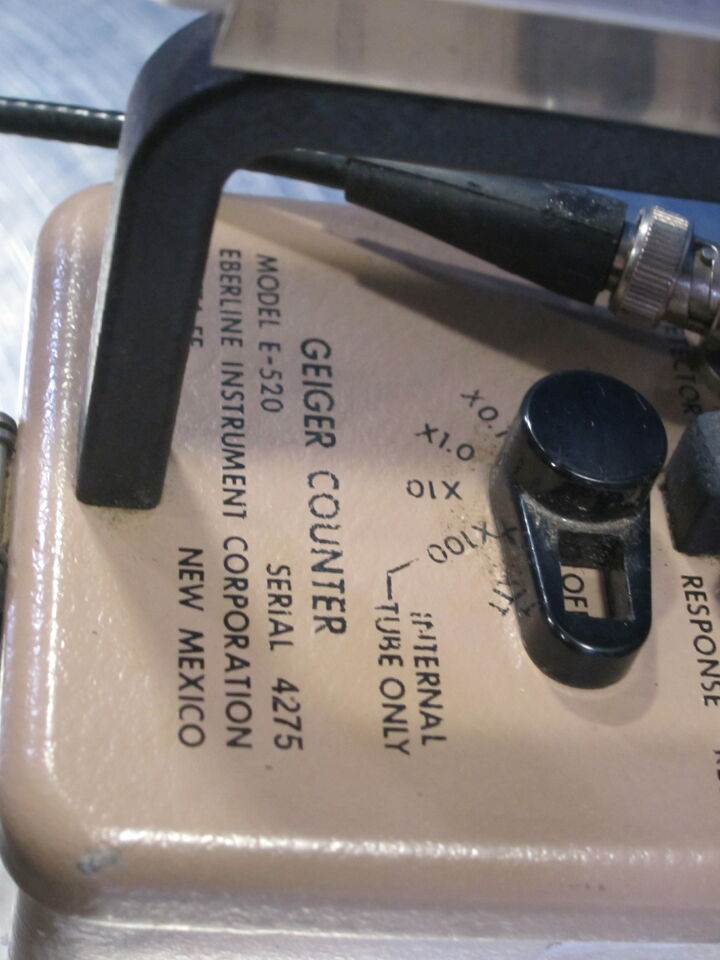 GEIGER COUNTER
MODEL E-520 SERIAL 4275
EBERLINE INSTRUMENT CORPORATION
NEW MEXICO
X0.1
X1.0
X10
X100
INTERNAL
TUBE ONLY
OF
RESPONSE